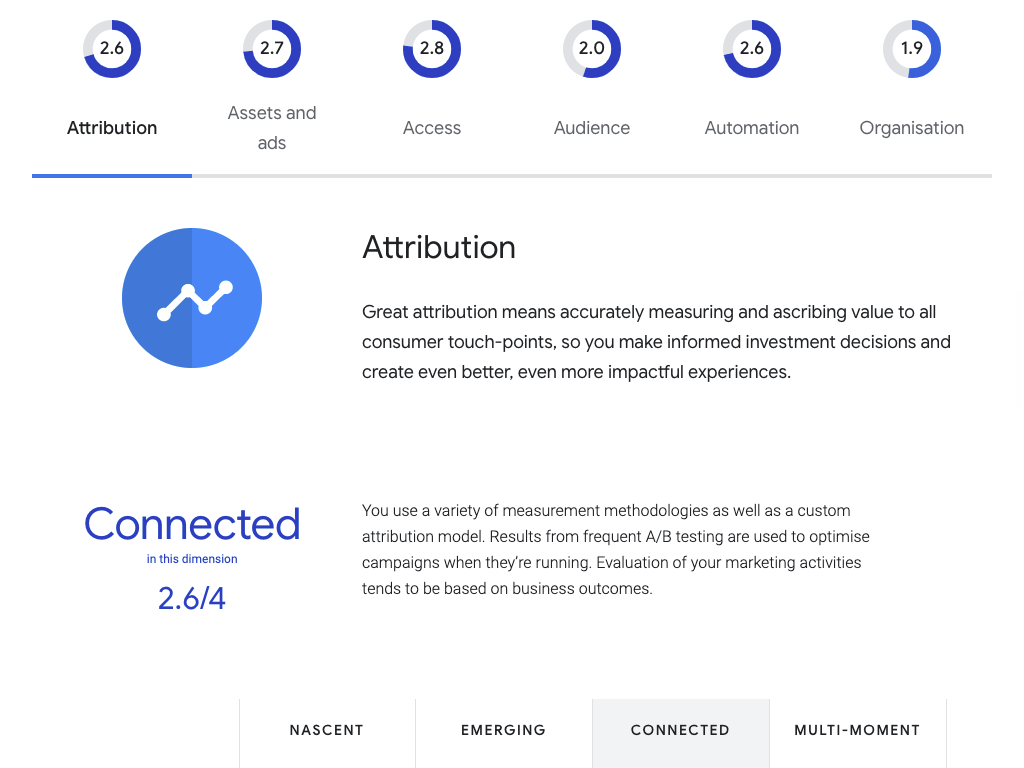 2.6
2.7
2.8
2.0
2.6
1.9
Attribution
Assets and
ads
Access
Audience
Automation
Organisation
Attribution
Great attribution means accurately measuring and ascribing value to all
consumer touch-points, so you make informed investment decisions and
create even better, even more impactful experiences.
Connected
in this dimension
2.6/4
You use a variety of measurement methodologies as well as a custom
attribution model. Results from frequent A/B testing are used to optimise
campaigns when they’re running. Evaluation of your marketing activities
tends to be based on business outcomes.
NASCENT
EMERGING
CONNECTED
MULTI-MOMENT